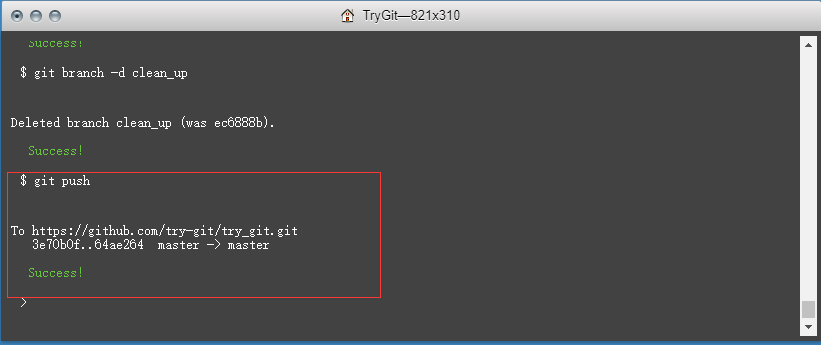 TryGit—821x310
Success!
$ git branch -d clean_up
Deleted branch clean_up (was ec6888b).
Success!
$ git push
To https://github.com/try-git/try_git.git
3e70b0f..64ae264  master -> master
Success!
>